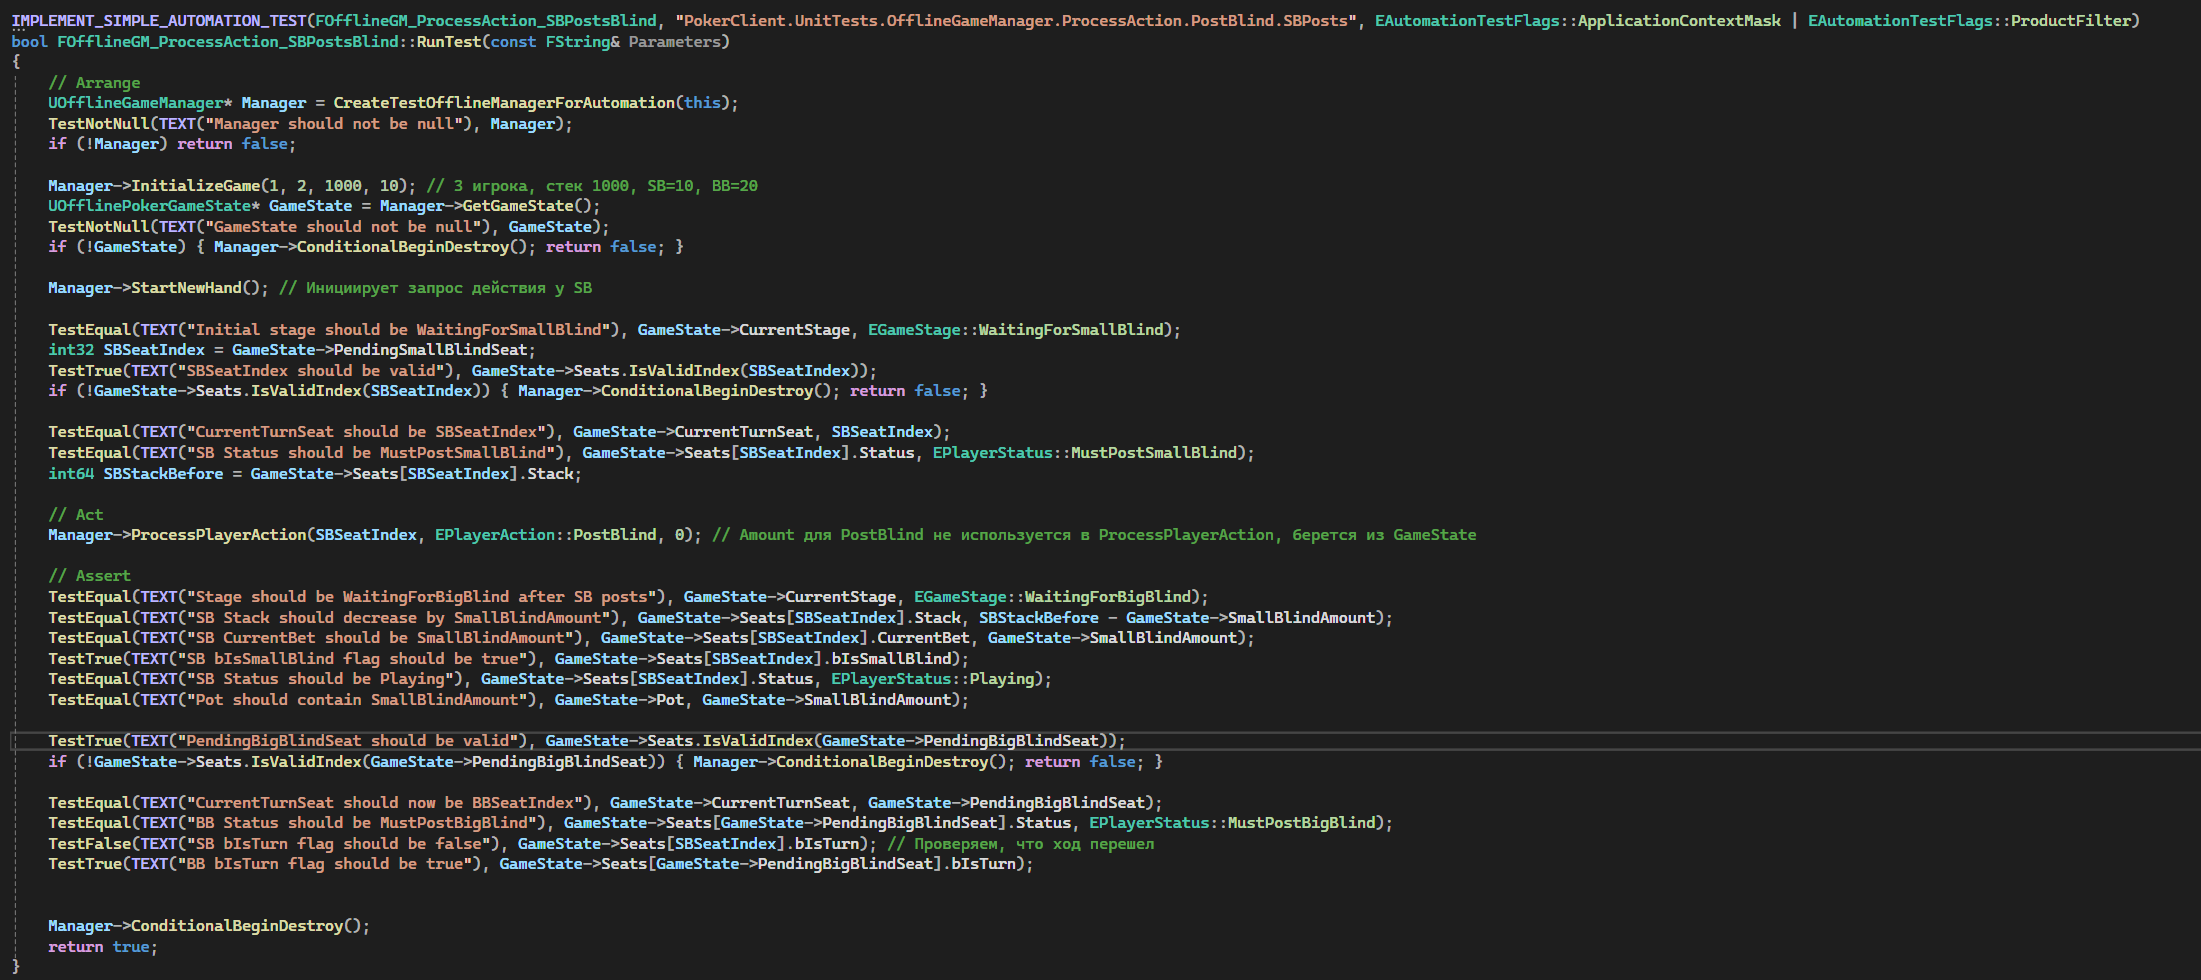 IMPLEMENT_SIMPLE_AUTOMATION_TEST(FOfflineGM_ProcessAction_SBPostsBlind, "PokerClient.UnitTests.OfflineGameManager.ProcessAction.PostBlind.SBPosts", EAutomationTestFlags::ApplicationContextMask | EAutomationTestFlags::ProductFilter)
bool FOfflineGM_ProcessAction_SBPostsBlind::RunTest(const FString& Parameters)
{
    // Arrange
    UOfflineGameManager* Manager = CreateTestOfflineManagerForAutomation(this);
    TestNotNull(TEXT("Manager should not be null"), Manager);
    if (!Manager) return false;

    Manager->InitializeGame(1, 2, 1000, 10); // 3 игрока, стек 1000, SB=10, BB=20
    UOfflinePokerGameState* GameState = Manager->GetGameState();
    TestNotNull(TEXT("GameState should not be null"), GameState);
    if (!GameState) { Manager->ConditionalBeginDestroy(); return false; }

    Manager->StartNewHand(); // Инициирует запрос действия у SB

    TestEqual(TEXT("Initial stage should be WaitingForSmallBlind"), GameState->CurrentStage, EGameStage::WaitingForSmallBlind);
    int32 SBSeatIndex = GameState->PendingSmallBlindSeat;
    TestTrue(TEXT("SBSeatIndex should be valid"), GameState->Seats.IsValidIndex(SBSeatIndex));
    if (!GameState->Seats.IsValidIndex(SBSeatIndex)) { Manager->ConditionalBeginDestroy(); return false; }

    TestEqual(TEXT("CurrentTurnSeat should be SBSeatIndex"), GameState->CurrentTurnSeat, SBSeatIndex);
    TestEqual(TEXT("SB Status should be MustPostSmallBlind"), GameState->Seats[SBSeatIndex].Status, EPlayerStatus::MustPostSmallBlind);
    int64 SBStackBefore = GameState->Seats[SBSeatIndex].Stack;

    // Act
    Manager->ProcessPlayerAction(SBSeatIndex, EPlayerAction::PostBlind, 0); // Amount для PostBlind не используется в ProcessPlayerAction, берется из GameState

    // Assert
    TestEqual(TEXT("Stage should be WaitingForBigBlind after SB posts"), GameState->CurrentStage, EGameStage::WaitingForBigBlind);
    TestEqual(TEXT("SB Stack should decrease by SmallBlindAmount"), GameState->Seats[SBSeatIndex].Stack, SBStackBefore - GameState->SmallBlindAmount);
    TestEqual(TEXT("SB CurrentBet should be SmallBlindAmount"), GameState->Seats[SBSeatIndex].CurrentBet, GameState->SmallBlindAmount);
    TestTrue(TEXT("SB bIsSmallBlind flag should be true"), GameState->Seats[SBSeatIndex].bIsSmallBlind);
    TestEqual(TEXT("SB Status should be Playing"), GameState->Seats[SBSeatIndex].Status, EPlayerStatus::Playing);
    TestEqual(TEXT("Pot should contain SmallBlindAmount"), GameState->Pot, GameState->SmallBlindAmount);

    TestTrue(TEXT("PendingBigBlindSeat should be valid"), GameState->Seats.IsValidIndex(GameState->PendingBigBlindSeat));
    if (!GameState->Seats.IsValidIndex(GameState->PendingBigBlindSeat)) { Manager->ConditionalBeginDestroy(); return false; }

    TestEqual(TEXT("CurrentTurnSeat should now be BBSeatIndex"), GameState->CurrentTurnSeat, GameState->PendingBigBlindSeat);
    TestEqual(TEXT("BB Status should be MustPostBigBlind"), GameState->Seats[GameState->PendingBigBlindSeat].Status, EPlayerStatus::MustPostBigBlind);
    TestFalse(TEXT("SB bIsTurn flag should be false"), GameState->Seats[SBSeatIndex].bIsTurn); // Проверяем, что ход перешел
    TestTrue(TEXT("BB bIsTurn flag should be true"), GameState->Seats[GameState->PendingBigBlindSeat].bIsTurn);


    Manager->ConditionalBeginDestroy();
    return true;
}